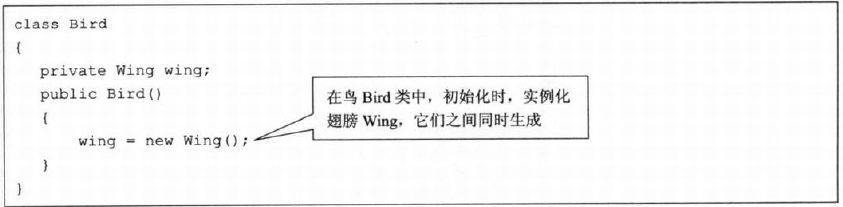 class Bird
{
private Wing wing;
public Bird()
{
wing = new Wing();
}
}
在鸟 Bird 类中，初始化时，实例化
翅膀 Wing，它们之间同时生成